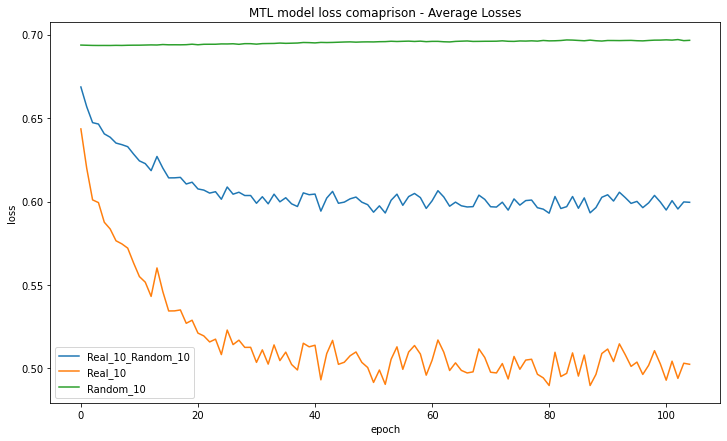 MTL model loss comaprison - Average Losses
0.70
0.65
0.60
0.55
0.50
loss
Real_10_Random_10
Real_10
Random_10
0
20
40
60
80
100
epoch